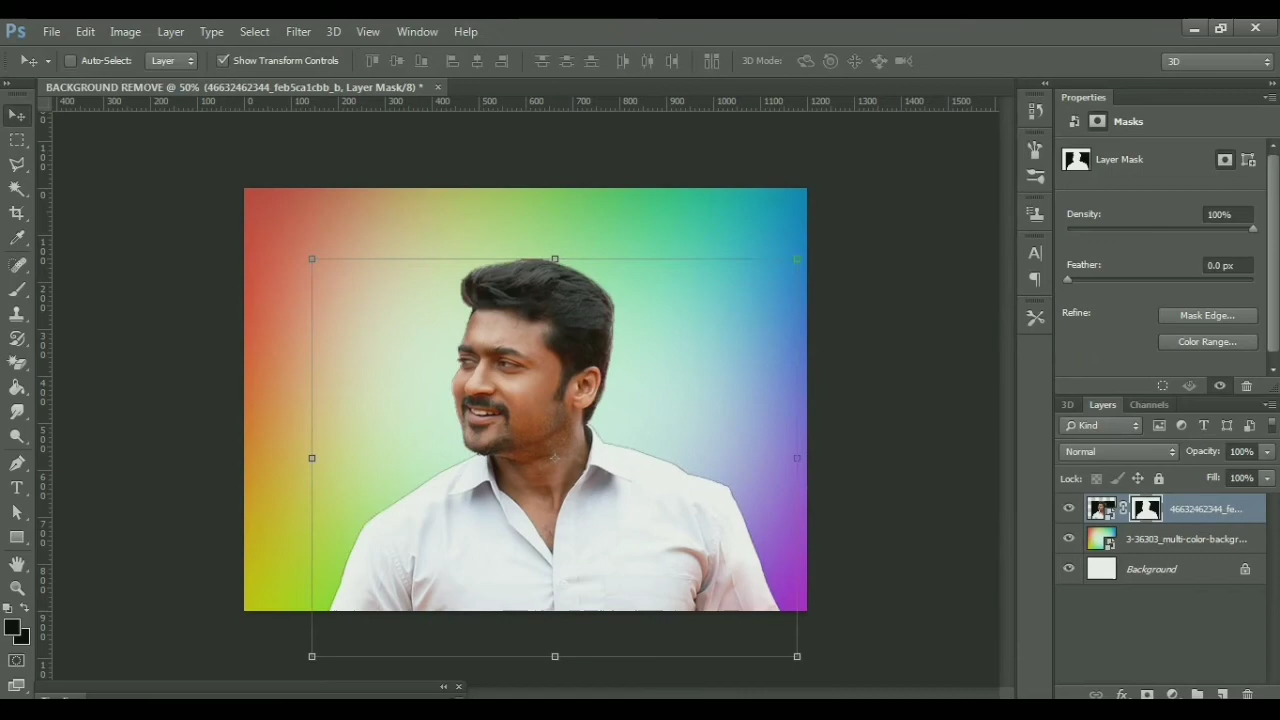 Ps File Edit Image Layer Type Select Filter 3D View Window Help
Auto-Select: Layer Show Transform Controls 3D Mode: 3D
BACKGROUND REMOVE @ 50% (46632462344_feb5ca1cbb_b, Layer Mask/8) *
400 300 200 100 0 100 200 300 400 500 600 700 800 900 1000 1100 1200 1300 1400 1500
Properties
Masks
Layer Mask
Density: 100%
Feather: 0.0 px
Refine: Mask Edge...
Color Range...
3D Layers Channels
Kind
Normal Opacity: 100%
Lock: Fill: 100%
46632462344_fe...
3-36303_multi-color-backgr...
Background